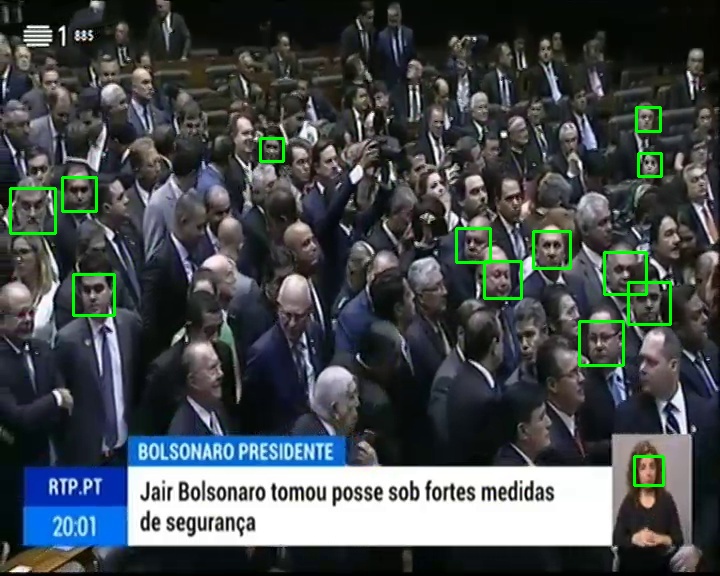 1 885
BOLSONARO PRESIDENTE
RTP.PT
Jair Bolsonaro tomou posse sob fortes medidas
de segurança
20:01